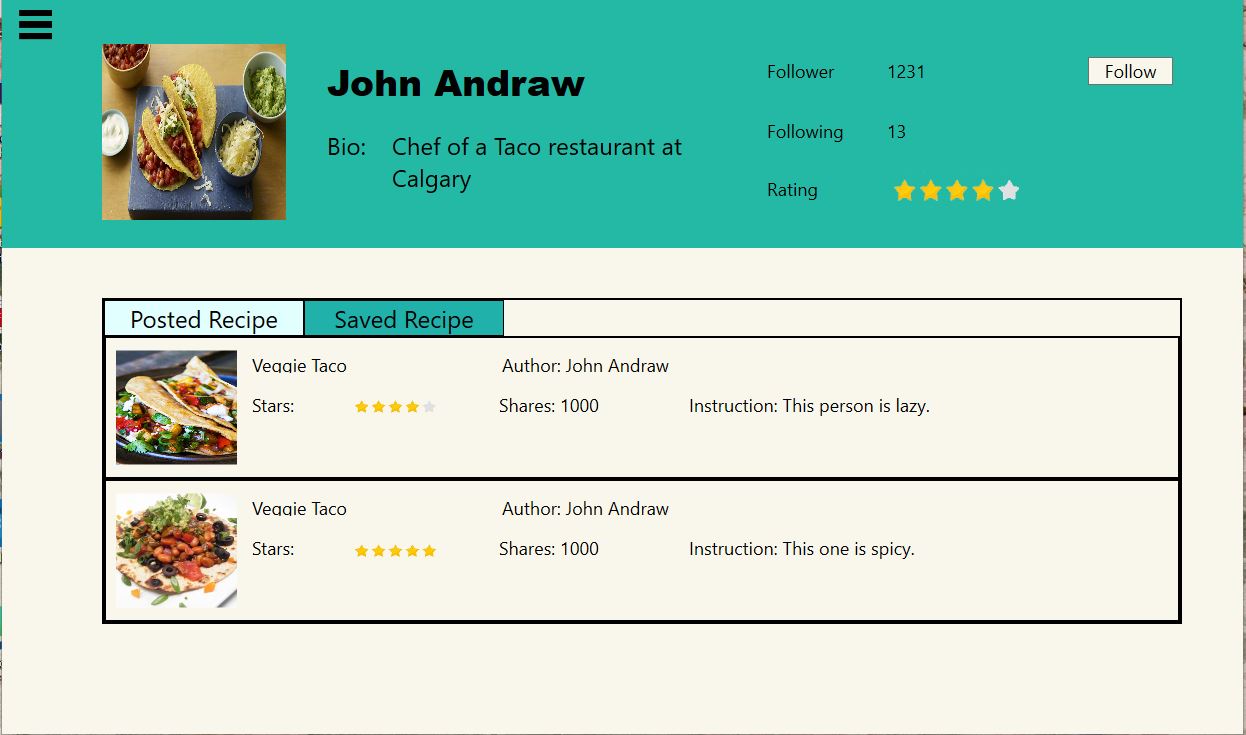 John Andraw
Bio: Chef of a Taco restaurant at
Calgary
Follower 1231
Follow
Following 13
Rating
Posted Recipe Saved Recipe
Veggie Taco Author: John Andraw
Stars: Shares: 1000 Instruction: This person is lazy.
Veggie Taco Author: John Andraw
Stars: Shares: 1000 Instruction: This one is spicy.